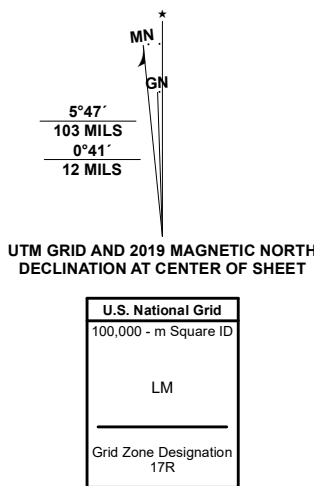 ★
MN
GN
5°47´
103 MILS
0°41´
12 MILS
UTM GRID AND 2019 MAGNETIC NORTH
DECLINATION AT CENTER OF SHEET
U.S. National Grid
100,000 - m Square ID
LM
Grid Zone Designation
17R